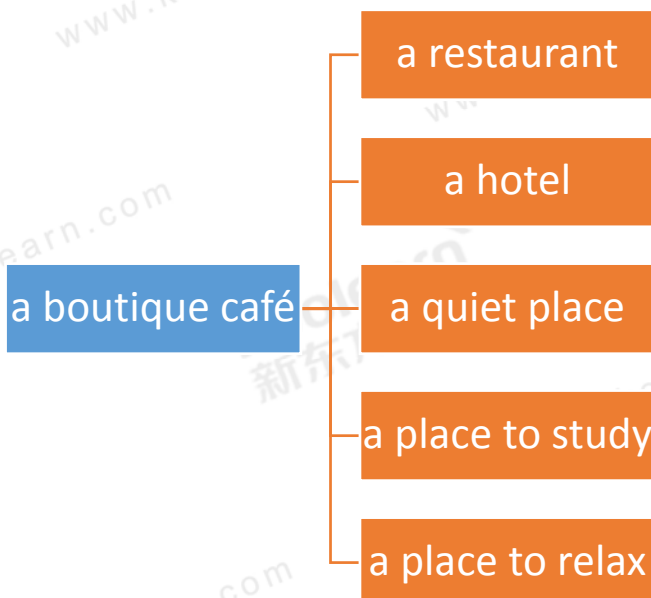 a restaurant
a hotel
a boutique café
a quiet place
a place to study
a place to relax